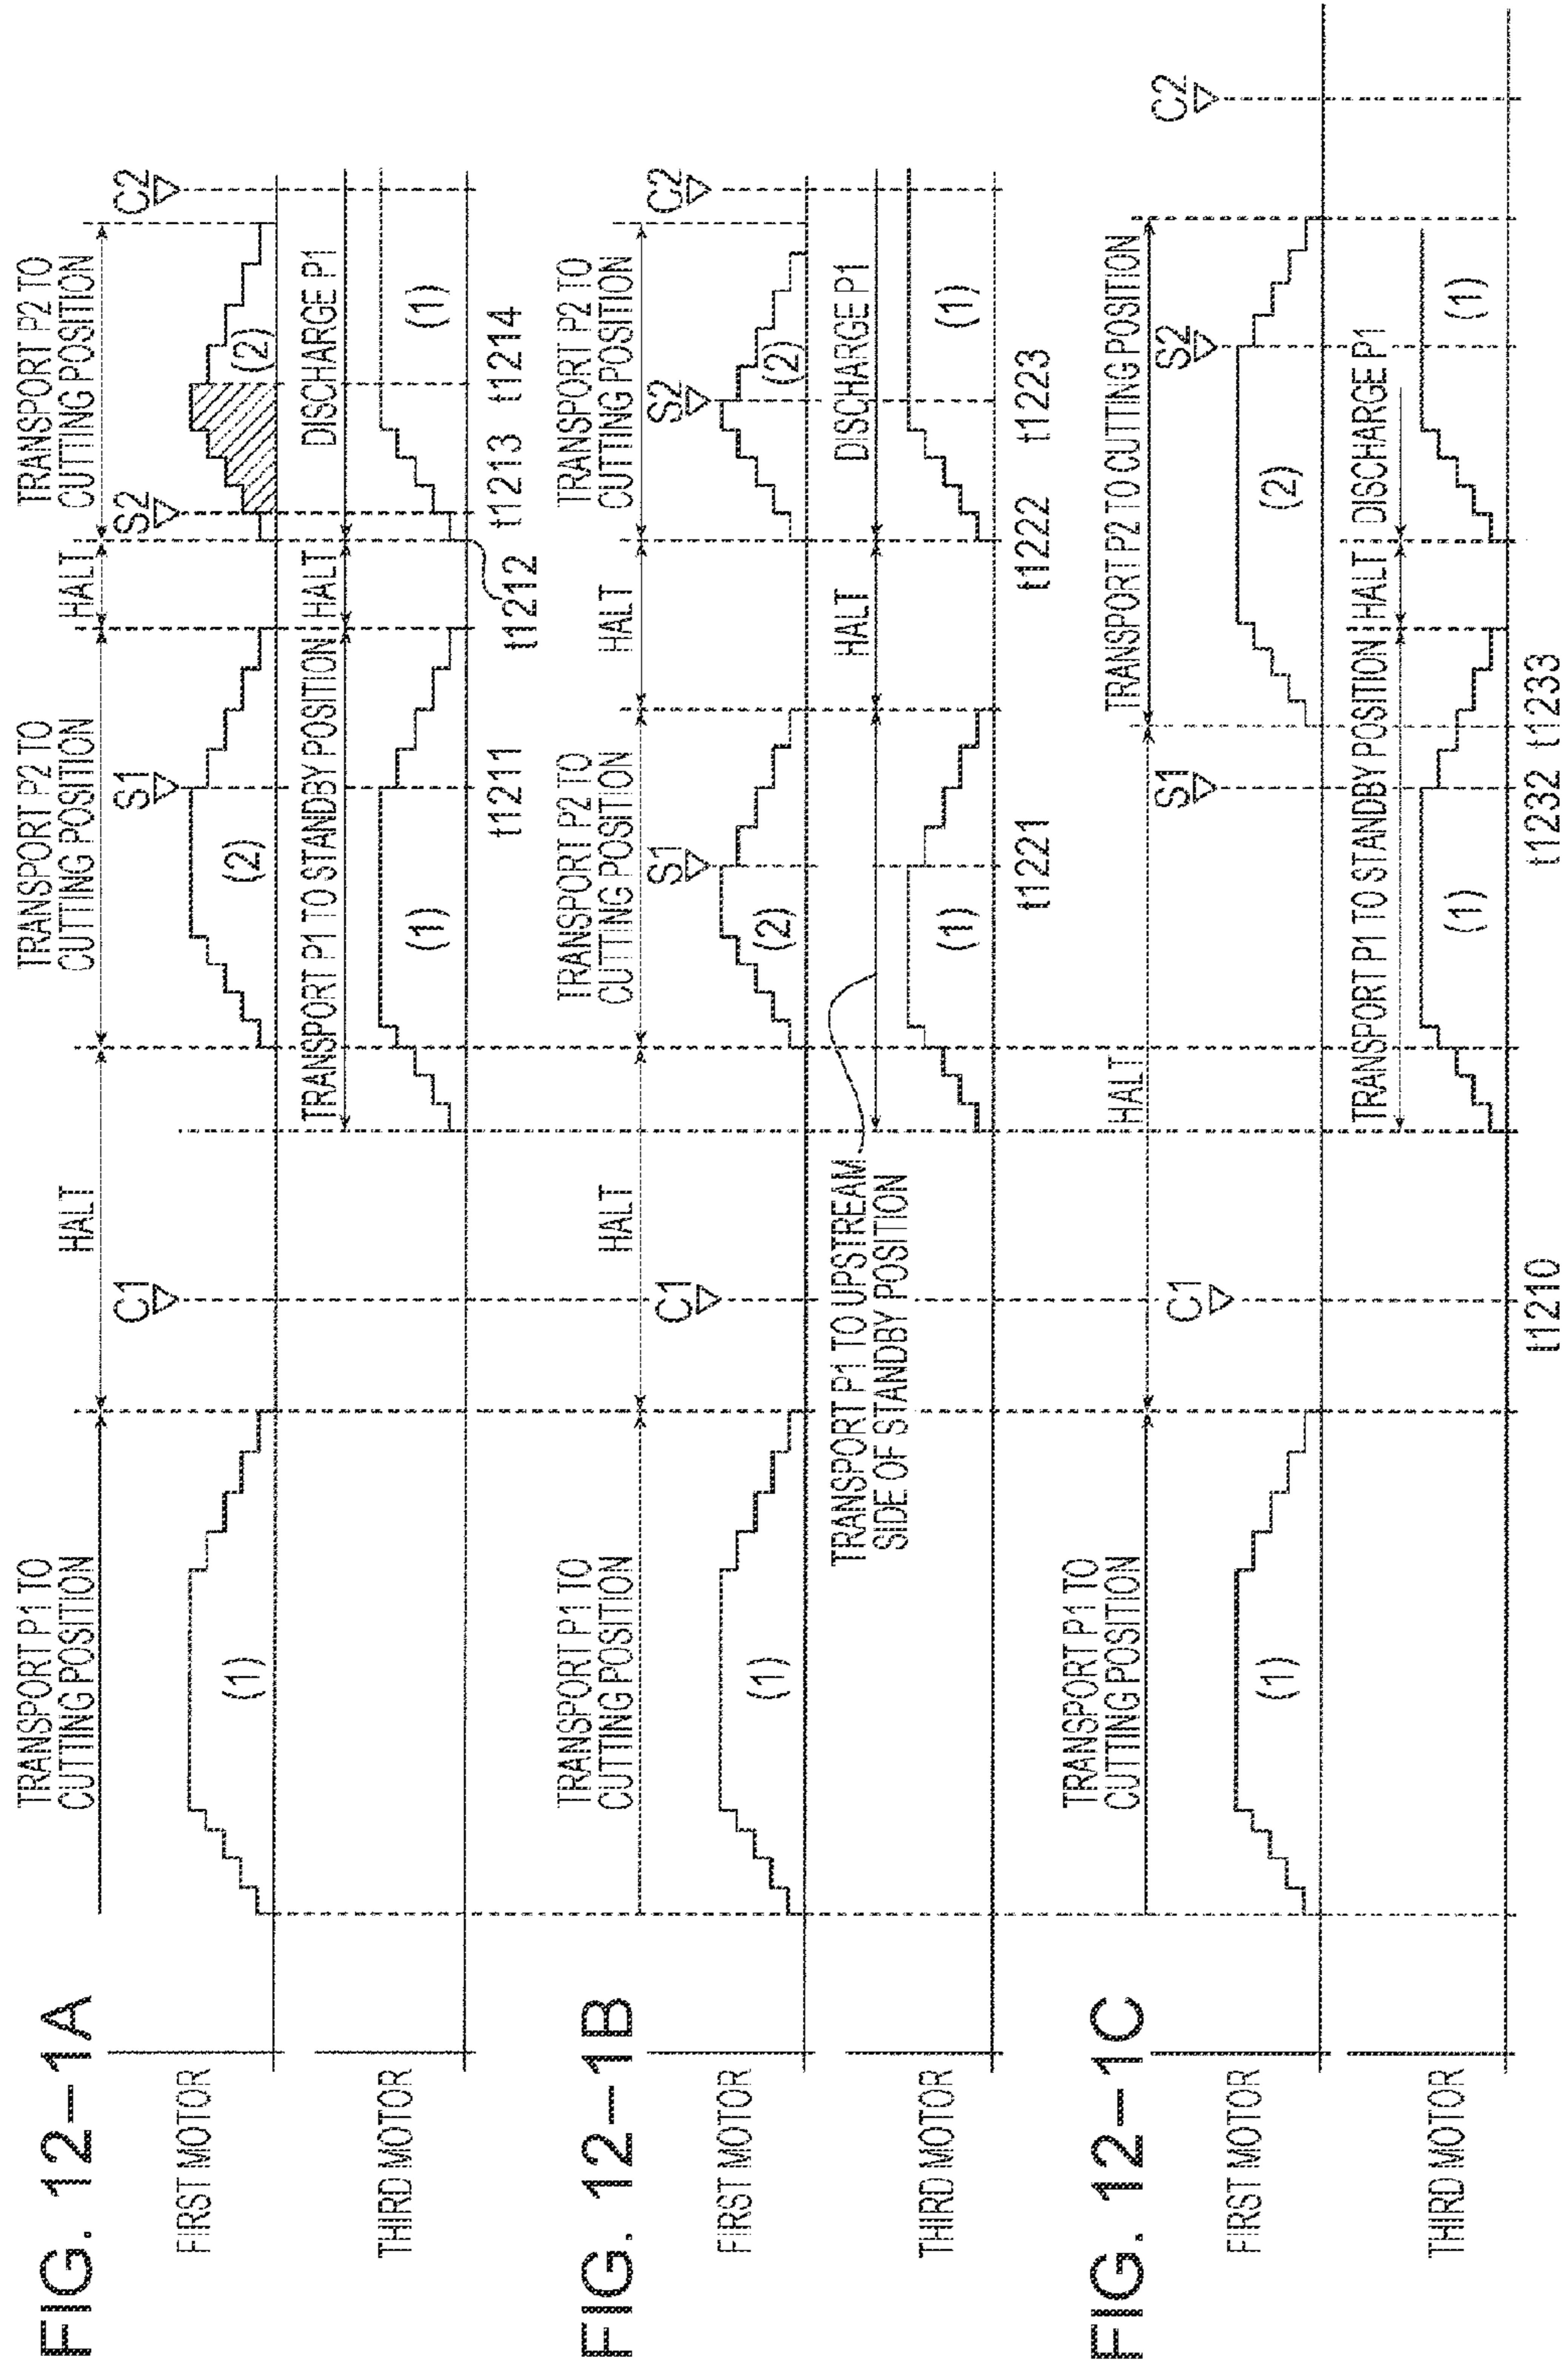 FIG. 12-1A
TRANSPORT P1 TO
CUTTING POSITION
HALT
TRANSPORT P2 TO
CUTTING POSITION
HALT
TRANSPORT P2 TO
CUTTING POSITION
C1
S1
S2
C2
FIRST MOTOR
(1)
(2)
(2)
TRANSPORT P1 TO STANDBY POSITION
HALT
DISCHARGE P1
THIRD MOTOR
(1)
(1)
t1211
t1212
t1213
t1214
FIG. 12-1B
TRANSPORT P1 TO
CUTTING POSITION
HALT
TRANSPORT P2 TO
CUTTING POSITION
HALT
TRANSPORT P2 TO
CUTTING POSITION
C1
S1
S2
C2
FIRST MOTOR
(1)
(2)
(2)
TRANSPORT P1 TO UPSTREAM
SIDE OF STANDBY POSITION
HALT
DISCHARGE P1
THIRD MOTOR
(1)
(1)
t1221
t1222
t1223
FIG. 12-1C
TRANSPORT P1 TO
CUTTING POSITION
HALT
TRANSPORT P2 TO CUTTING POSITION
C1
S1
S2
C2
FIRST MOTOR
(1)
(2)
TRANSPORT P1 TO STANDBY POSITION
HALT
DISCHARGE P1
THIRD MOTOR
(1)
(1)
t1210
t1232
t1233